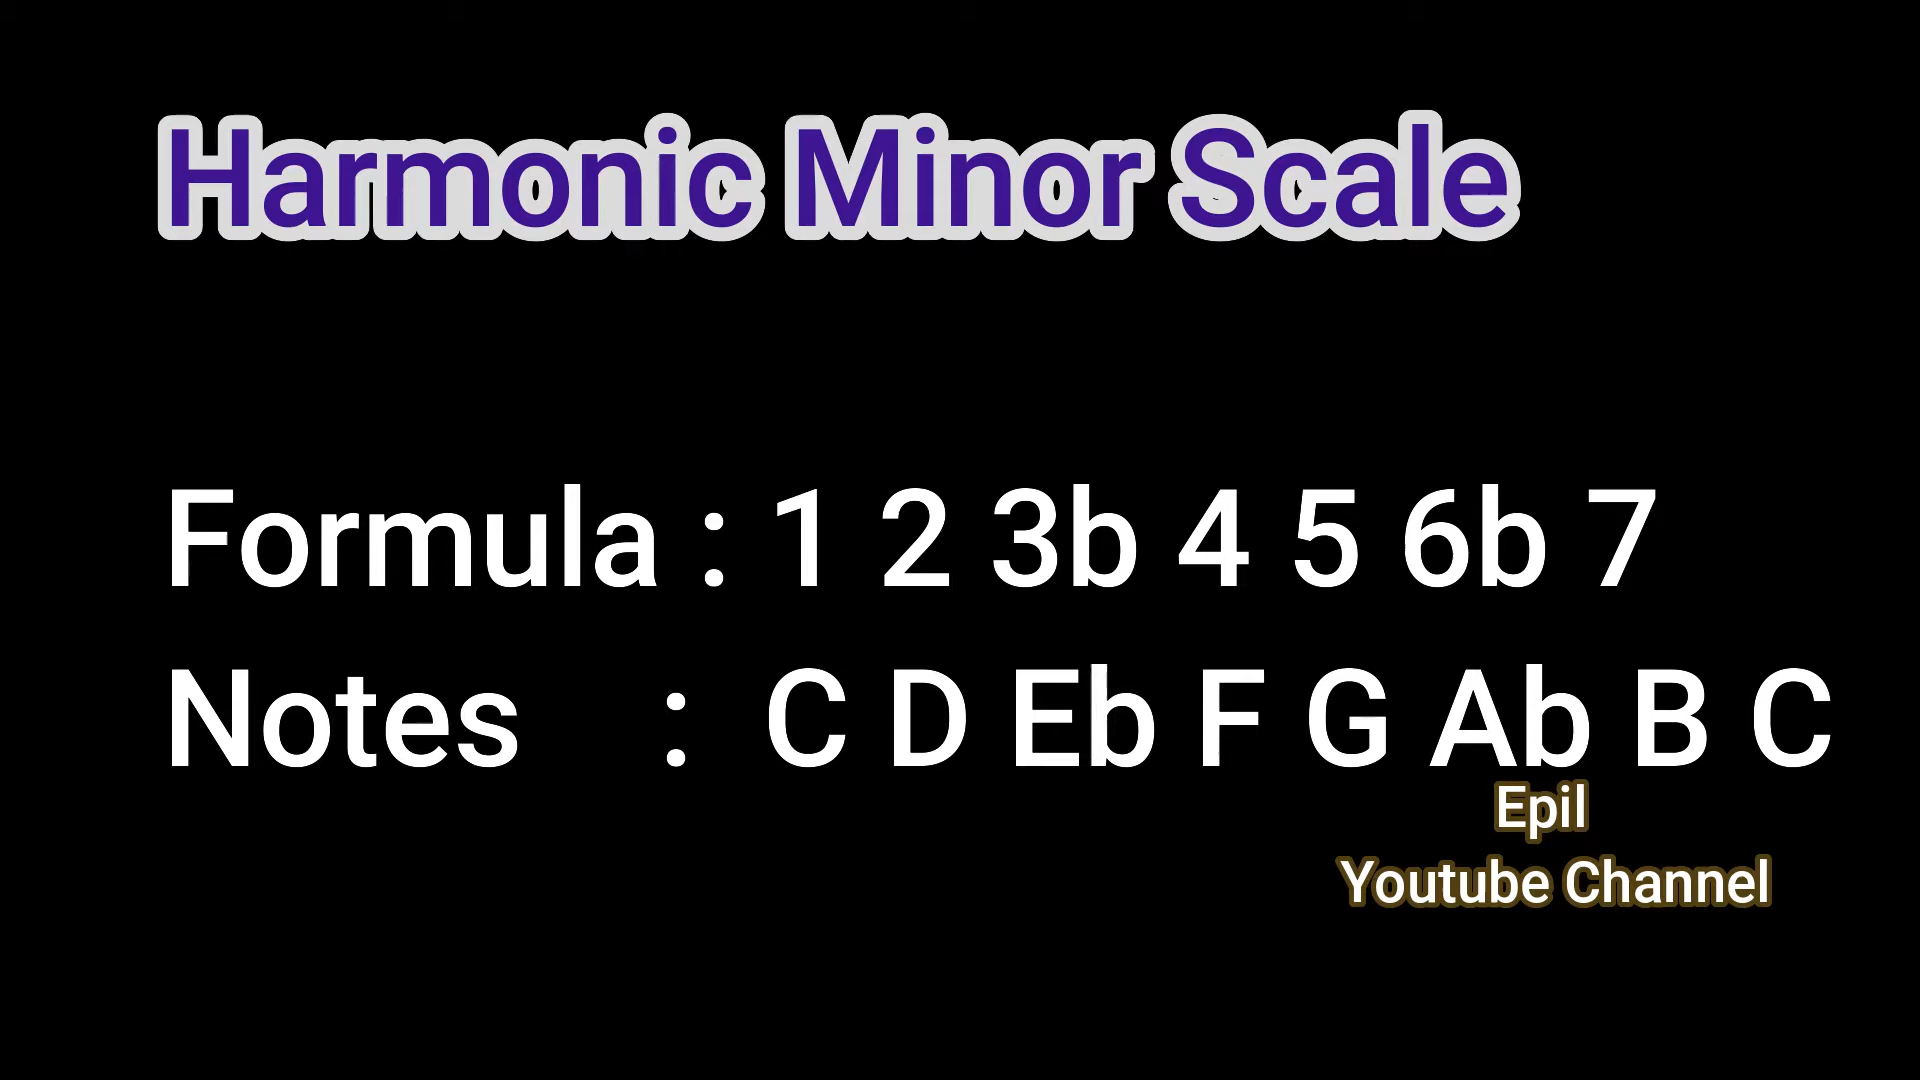 Harmonic Minor Scale
Formula : 1 2 3b 4 5 6b 7
Notes : C D Eb F G Ab B C
Epil
Youtube Channel